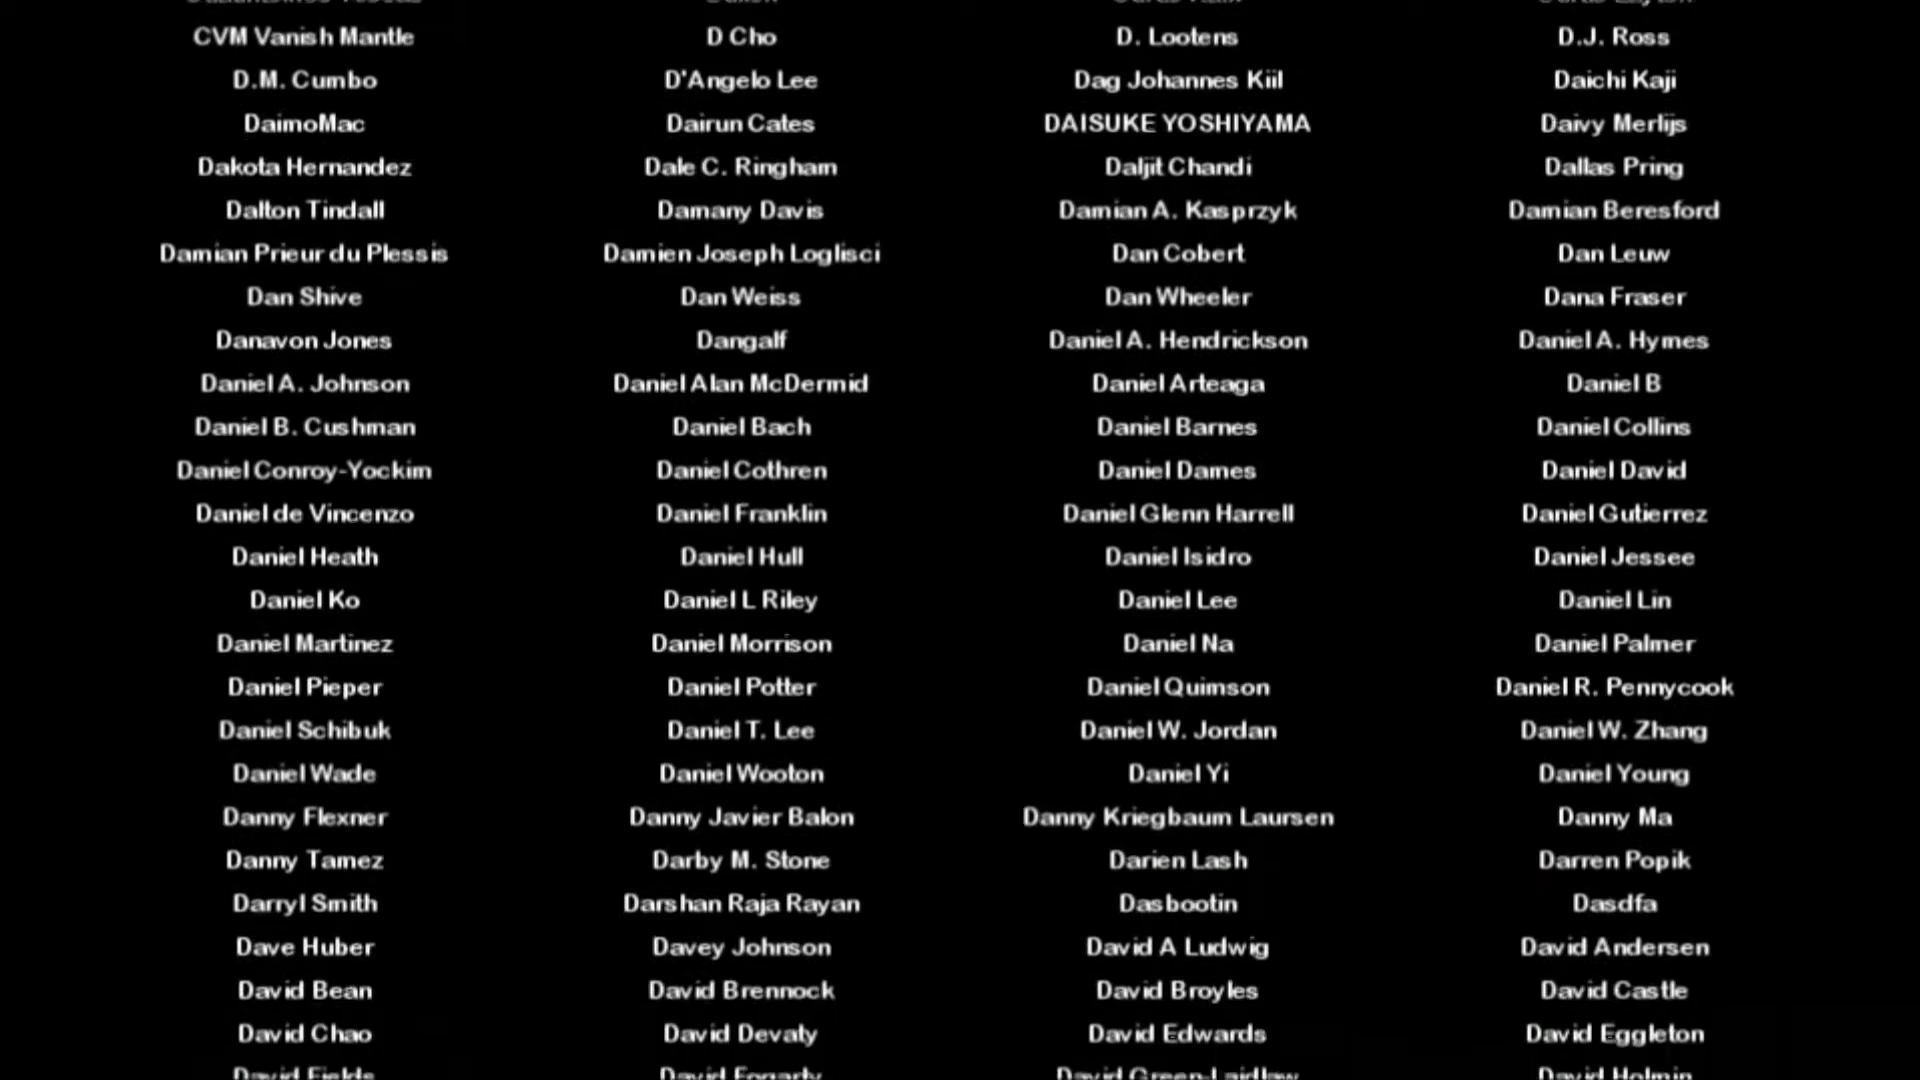 CVM Vanish Mantle D Cho D. Lootens D.J. Ross
D.M. Cumbo D'Angelo Lee Dag Johannes Kiil Daichi Kaji
DaimoMac Dairun Cates DAISUKE YOSHIYAMA Daivy Merlijs
Dakota Hernandez Dale C. Ringham Daljit Chandi Dallas Pring
Dalton Tindall Damany Davis Damian A. Kasprzyk Damian Beresford
Damian Prieur du Plessis Damien Joseph Loglisci Dan Cobert Dan Leuw
Dan Shive Dan Weiss Dan Wheeler Dana Fraser
Danavon Jones Dangalf Daniel A. Hendrickson Daniel A. Hymes
Daniel A. Johnson Daniel Alan McDermid Daniel Arteaga Daniel B
Daniel B. Cushman Daniel Bach Daniel Barnes Daniel Collins
Daniel Conroy-Yockim Daniel Cothren Daniel Dames Daniel David
Daniel de Vincenzo Daniel Franklin Daniel Glenn Harrell Daniel Gutierrez
Daniel Heath Daniel Hull Daniel Isidro Daniel Jessee
Daniel Ko Daniel L Riley Daniel Lee Daniel Lin
Daniel Martinez Daniel Morrison Daniel Na Daniel Palmer
Daniel Pieper Daniel Potter Daniel Quimson Daniel R. Pennycook
Daniel Schibuk Daniel T. Lee Daniel W. Jordan Daniel W. Zhang
Daniel Wade Daniel Wooton Daniel Yi Daniel Young
Danny Flexner Danny Javier Balon Danny Kriegbaum Laursen Danny Ma
Danny Tamez Darby M. Stone Darien Lash Darren Popik
Darryl Smith Darshan Raja Rayan Dasbootin Dasdfa
Dave Huber Davey Johnson David A Ludwig David Andersen
David Bean David Brennock David Broyles David Castle
David Chao David Devaty David Edwards David Eggleton
David Fields David Fogarty David Green-Laidlaw David Holmin